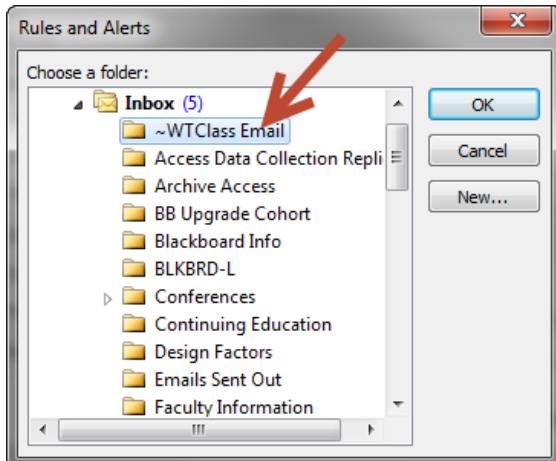 Rules and Alerts
Choose a folder:
Inbox (5)
~WTClass Email
Access Data Collection Repli
Archive Access
BB Upgrade Cohort
Blackboard Info
BLKBRD-L
Conferences
Continuing Education
Design Factors
Emails Sent Out
Faculty Information
OK
Cancel
New...